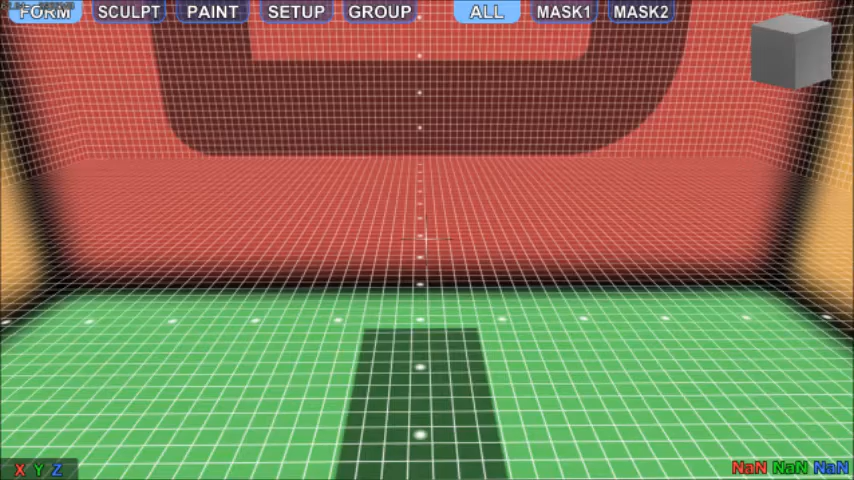 FORM SCULPT PAINT SETUP GROUP ALL MASK1 MASK2
X Y Z NaN NaN NaN